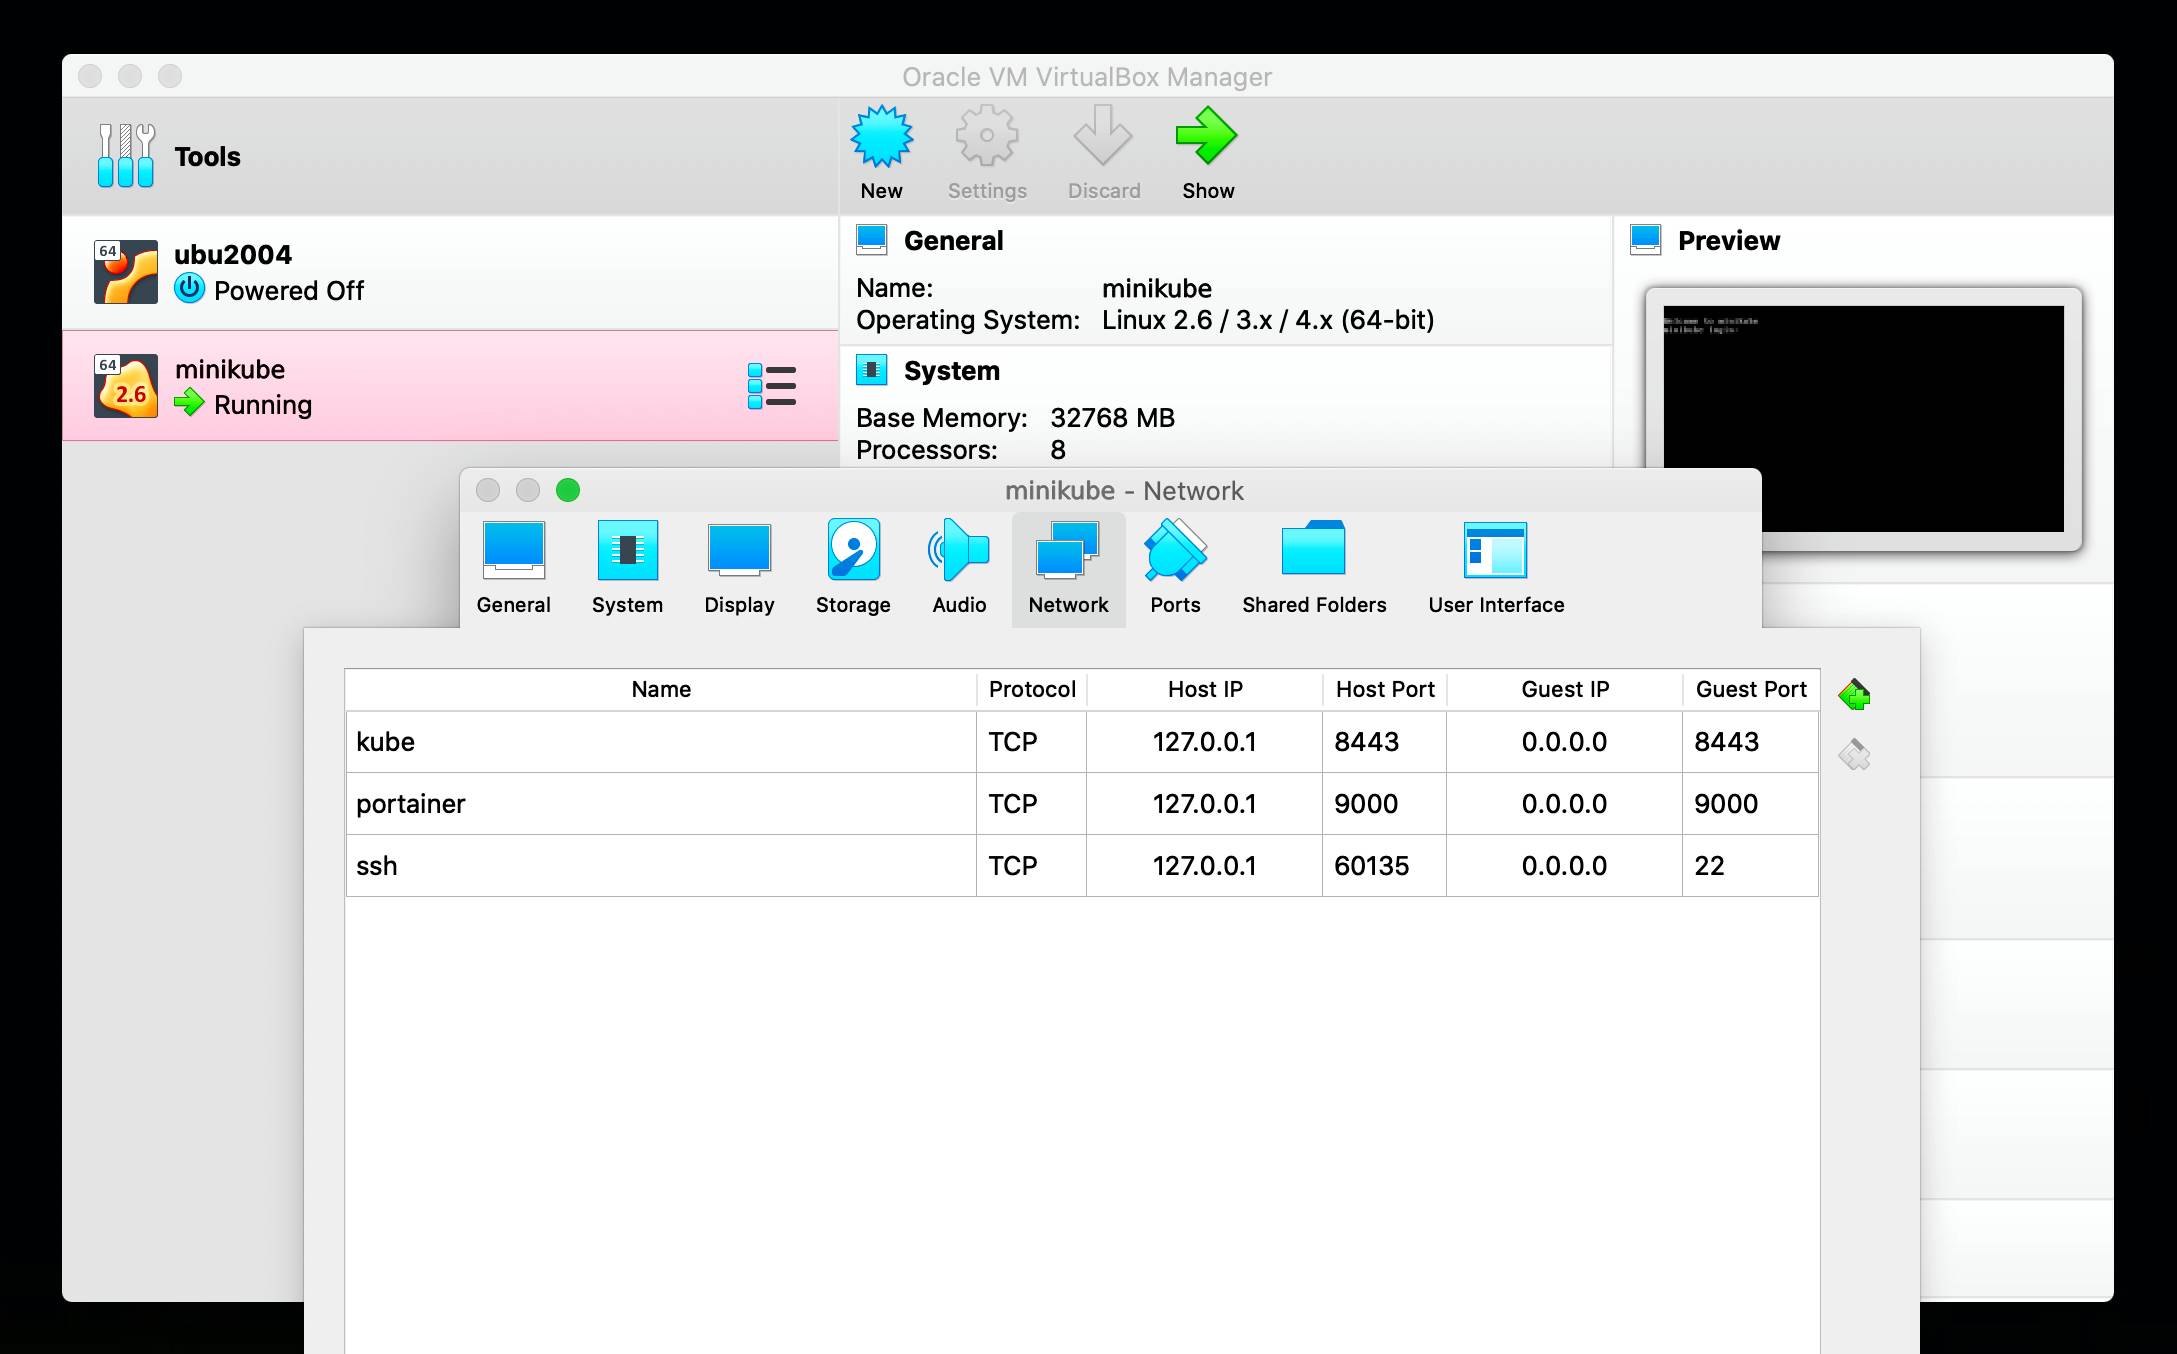 Oracle VM VirtualBox Manager
Tools
New Settings Discard Show
64
ubu2004
Powered Off
64
2.6
minikube
Running
General
Name: minikube
Operating System: Linux 2.6 / 3.x / 4.x (64-bit)
System
Base Memory: 32768 MB
Processors: 8
Preview
Welcome to minikube
minikube login:
minikube - Network
General System Display Storage Audio Network Ports Shared Folders User Interface
Name Protocol Host IP Host Port Guest IP Guest Port
kube TCP 127.0.0.1 8443 0.0.0.0 8443
portainer TCP 127.0.0.1 9000 0.0.0.0 9000
ssh TCP 127.0.0.1 60135 0.0.0.0 22